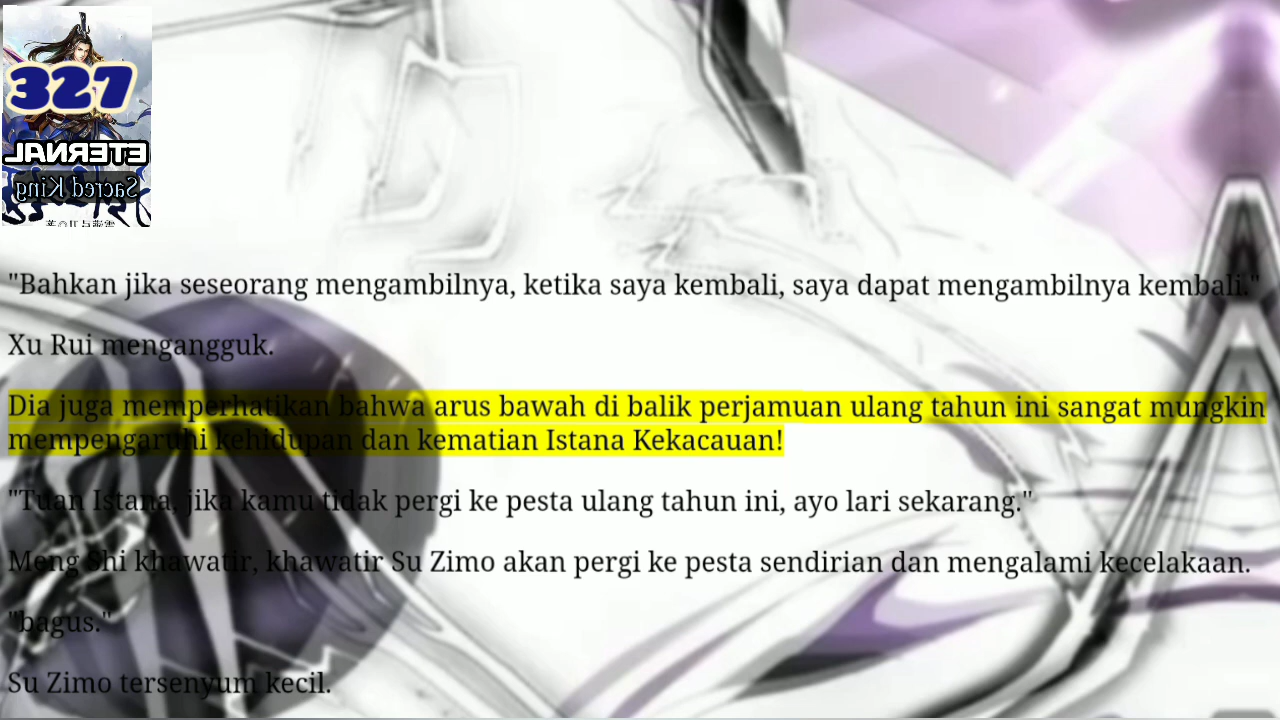 327
ETERNAL
Sacred King
"Bahkan jika seseorang mengambilnya, ketika saya kembali, saya dapat mengambilnya kembali."
Xu Rui mengangguk.
Dia juga memperhatikan bahwa arus bawah di balik perjamuan ulang tahun ini sangat mungkin
mempengaruhi kehidupan dan kematian Istana Kekacauan!
"Tuan Istana, jika kamu tidak pergi ke pesta ulang tahun ini, ayo lari sekarang."
Meng Shi khawatir, khawatir Su Zimo akan pergi ke pesta sendirian dan mengalami kecelakaan.
"bagus."
Su Zimo tersenyum kecil.